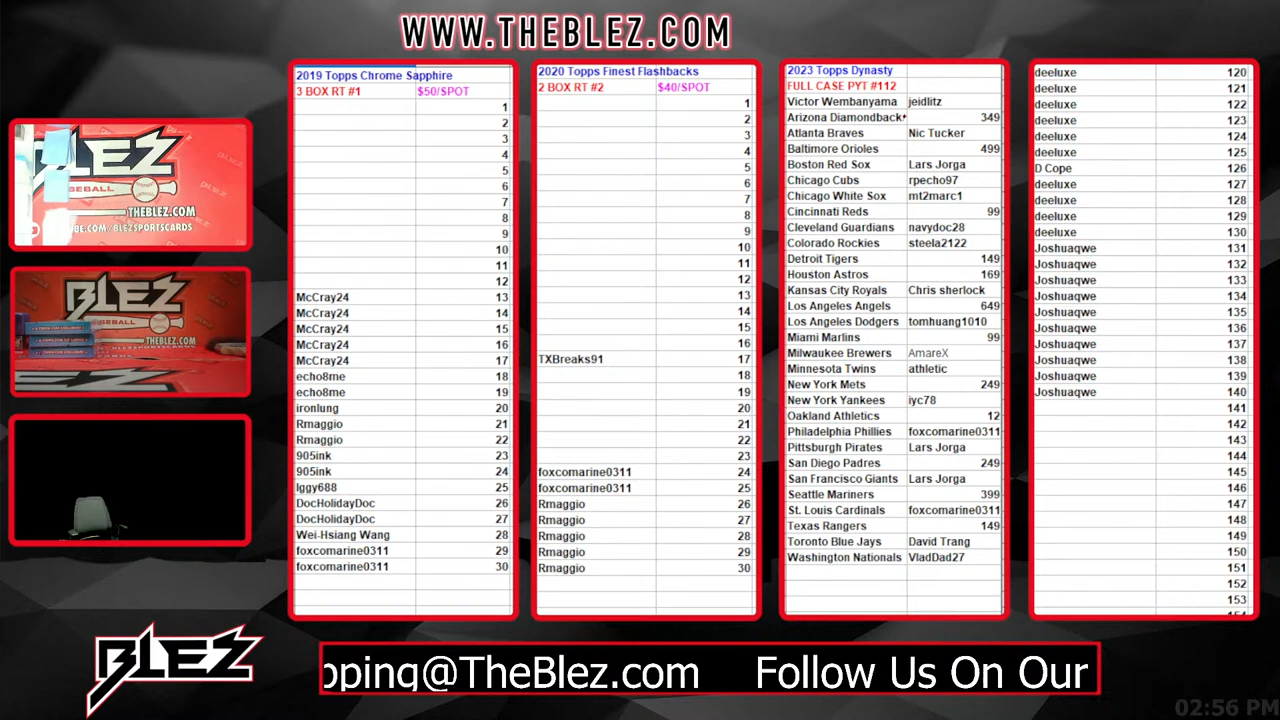 WWW.THEBLEZ.COM
2019 Topps Chrome Sapphire
3 BOX RT #1 $50/SPOT
1
2
3
4
5
6
7
8
9
10
11
12
McCray24 13
McCray24 14
McCray24 15
McCray24 16
McCray24 17
echo8me 18
echo8me 19
ironlung 20
Rmaggio 21
Rmaggio 22
905ink 23
905ink 24
Iggy688 25
DocHolidayDoc 26
DocHolidayDoc 27
Wei-Hsiang Wang 28
foxcomarine0311 29
foxcomarine0311 30
2020 Topps Finest Flashbacks
2 BOX RT #2 $40/SPOT
1
2
3
4
5
6
7
8
9
10
11
12
13
14
15
16
TXBreaks91 17
18
19
20
21
22
23
foxcomarine0311 24
foxcomarine0311 25
Rmaggio 26
Rmaggio 27
Rmaggio 28
Rmaggio 29
Rmaggio 30
2023 Topps Dynasty
FULL CASE PYT #112
Victor Wembanyama jeidlitz
Arizona Diamondback 349
Atlanta Braves Nic Tucker
Baltimore Orioles 499
Boston Red Sox Lars Jorga
Chicago Cubs rpecho97
Chicago White Sox mt2marc1
Cincinnati Reds 99
Cleveland Guardians navydoc28
Colorado Rockies steela2122
Detroit Tigers 149
Houston Astros 169
Kansas City Royals Chris sherlock
Los Angeles Angels 649
Los Angeles Dodgers tomhuang1010
Miami Marlins 99
Milwaukee Brewers AmareX
Minnesota Twins athletic
New York Mets 249
New York Yankees iyc78
Oakland Athletics 12
Philadelphia Phillies foxcomarine0311
Pittsburgh Pirates Lars Jorga
San Diego Padres 249
San Francisco Giants Lars Jorga
Seattle Mariners 399
St. Louis Cardinals foxcomarine0311
Texas Rangers 149
Toronto Blue Jays David Trang
Washington Nationals VladDad27
deeluxe 120
deeluxe 121
deeluxe 122
deeluxe 123
deeluxe 124
deeluxe 125
D Cope 126
deeluxe 127
deeluxe 128
deeluxe 129
deeluxe 130
Joshuaqwe 131
Joshuaqwe 132
Joshuaqwe 133
Joshuaqwe 134
Joshuaqwe 135
Joshuaqwe 136
Joshuaqwe 137
Joshuaqwe 138
Joshuaqwe 139
Joshuaqwe 140
141
142
143
144
145
146
147
148
149
150
151
152
153
BLEZ
THEBLEZ.COM
BE.COM/BLEZSPORTSCARDS
BLEZ
THEBLEZ.COM
BLEZ
pping@TheBlez.com Follow Us On Our
02:56 PM